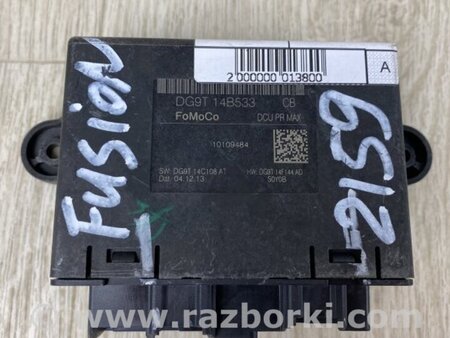 2 000000 013800
A
DG9T 14B533 CB
FoMoCo DCU PR MAX
10109484
SW: DG9T 14C108 AT HW: DG9T 14F144 AD
Dat. 04.12.13 S0Y0B
FUSION
2159
www.razborki.com